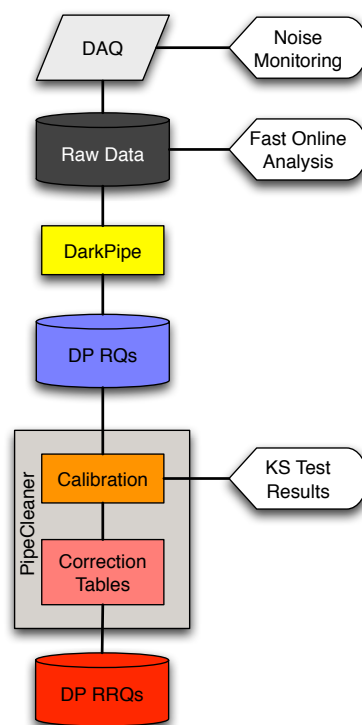 DAQ
Noise
Monitoring
Raw Data
Fast Online
Analysis
DarkPipe
DP RQs
PipeCleaner
Calibration
KS Test
Results
Correction
Tables
DP RRQs